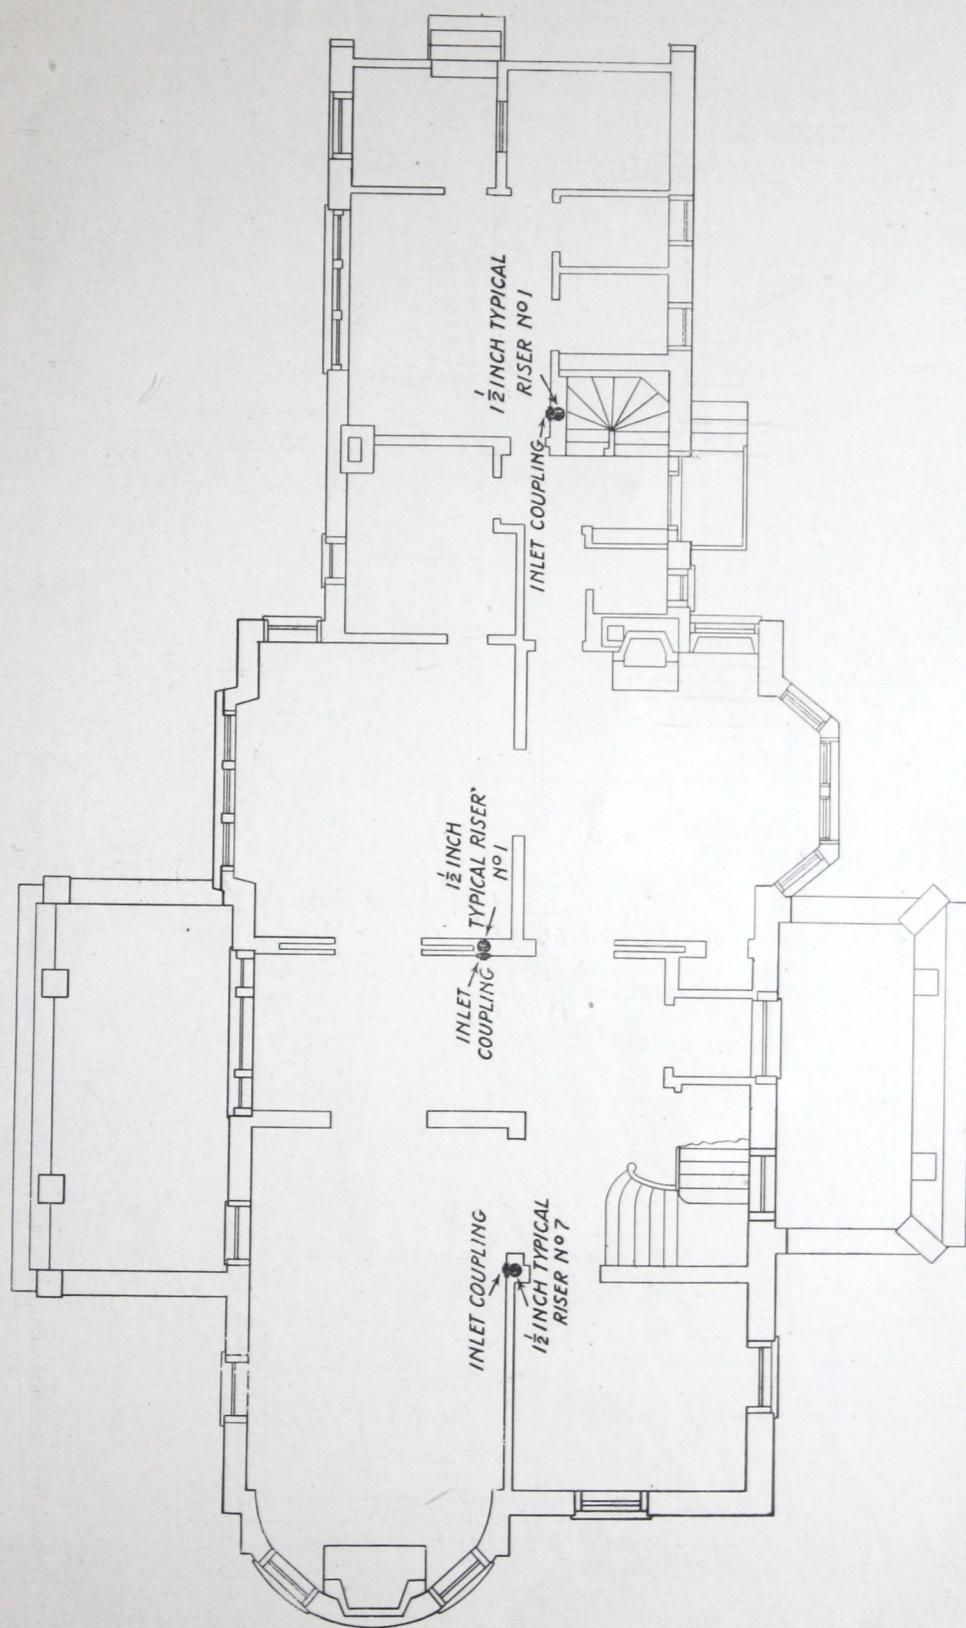 1½ INCH TYPICAL
RISER Nº 1
INLET COUPLING
1½ INCH
TYPICAL RISER
Nº 1
INLET
COUPLING
INLET COUPLING
1½ INCH TYPICAL
RISER Nº 7